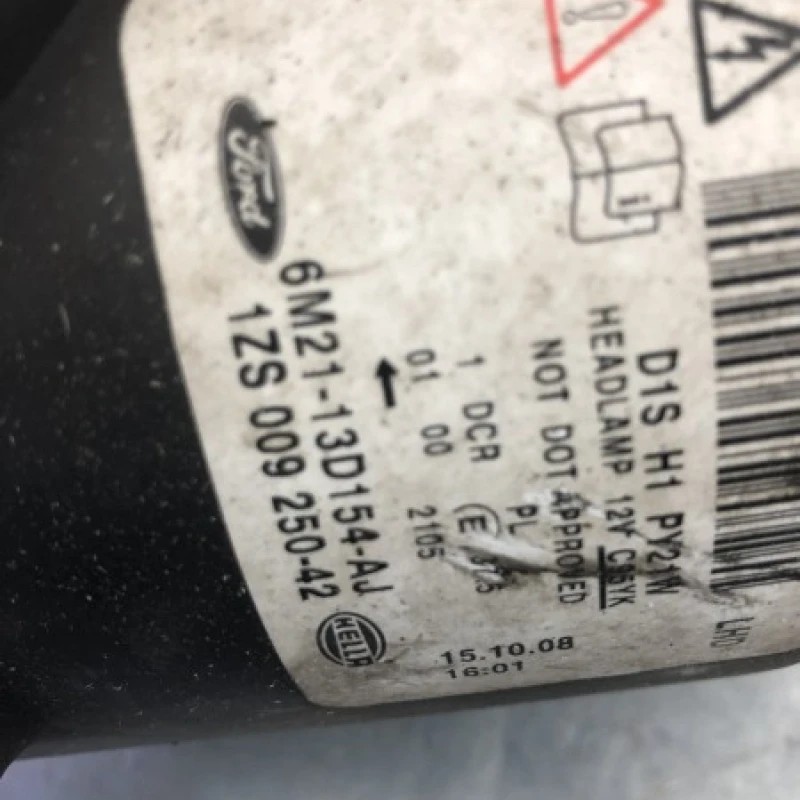 Ford
6M21-13D154-AJ
1ZS 009 250-42
HELLA
D1S H1 PY21W
HEADLAMP 12V
NOT DOT APPROVED
PL
1 DCR E
01 00 2105
15.10.08
16:01
LHD